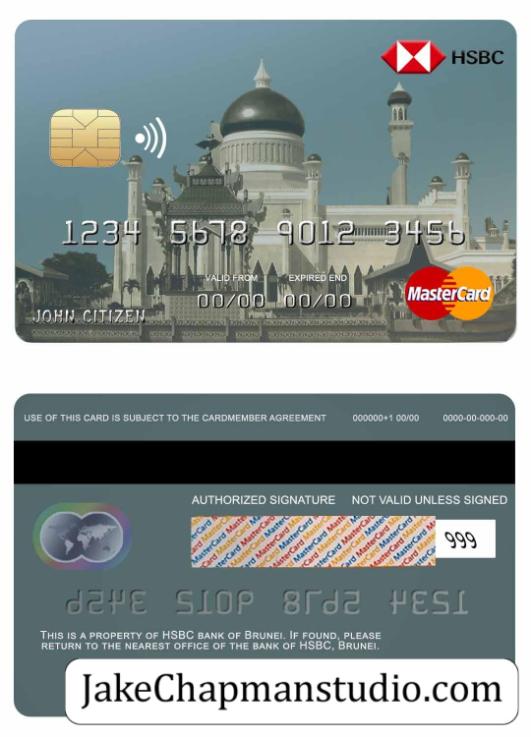 HSBC
1234 5678 9012 3456
VALID FROM EXPIRED END
00/00 00/00
JOHN CITIZEN
MasterCard
USE OF THIS CARD IS SUBJECT TO THE CARDMEMBER AGREEMENT 000000+1 00/00 0000-00-000-00
AUTHORIZED SIGNATURE NOT VALID UNLESS SIGNED
MasterCard MasterCard MasterCard
999
THIS IS A PROPERTY OF HSBC BANK OF BRUNEI. IF FOUND, PLEASE
RETURN TO THE NEAREST OFFICE OF THE BANK OF HSBC, BRUNEI.
JakeChapmanstudio.com